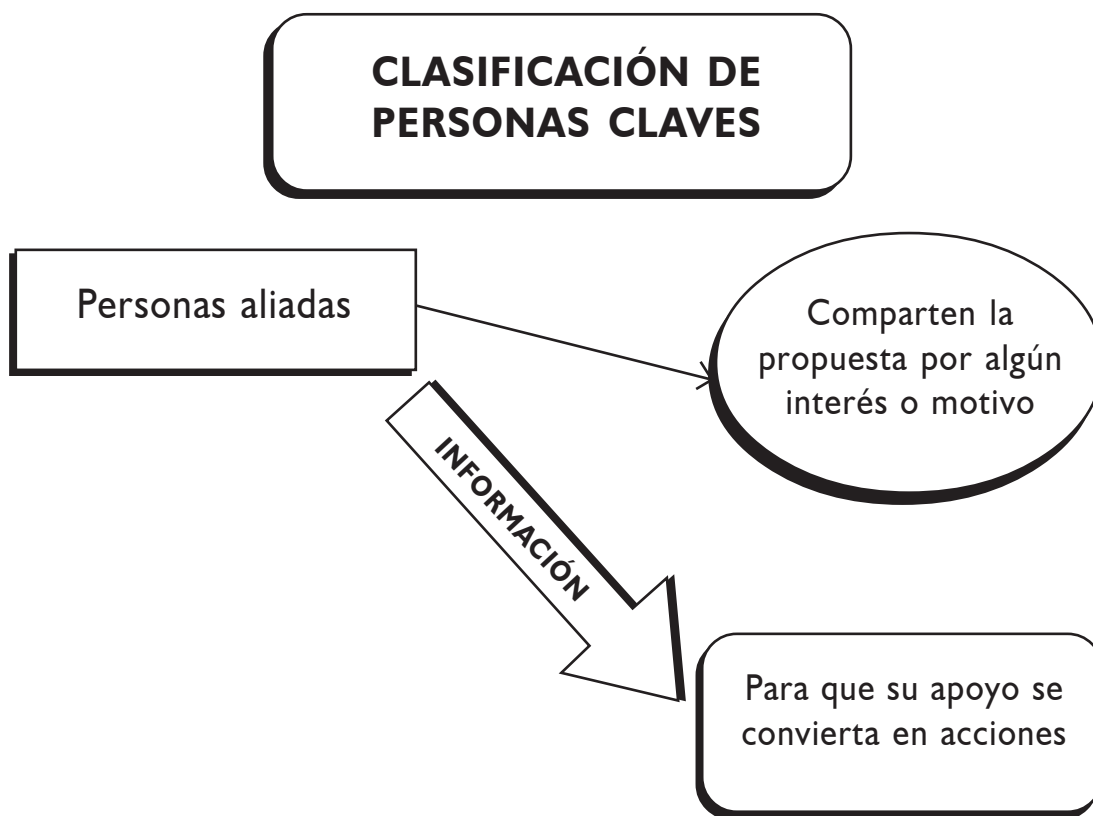 CLASIFICACIÓN DE
PERSONAS CLAVES
Personas aliadas
Comparten la
propuesta por algún
interés o motivo
INFORMACIÓN
Para que su apoyo se
convierta en acciones